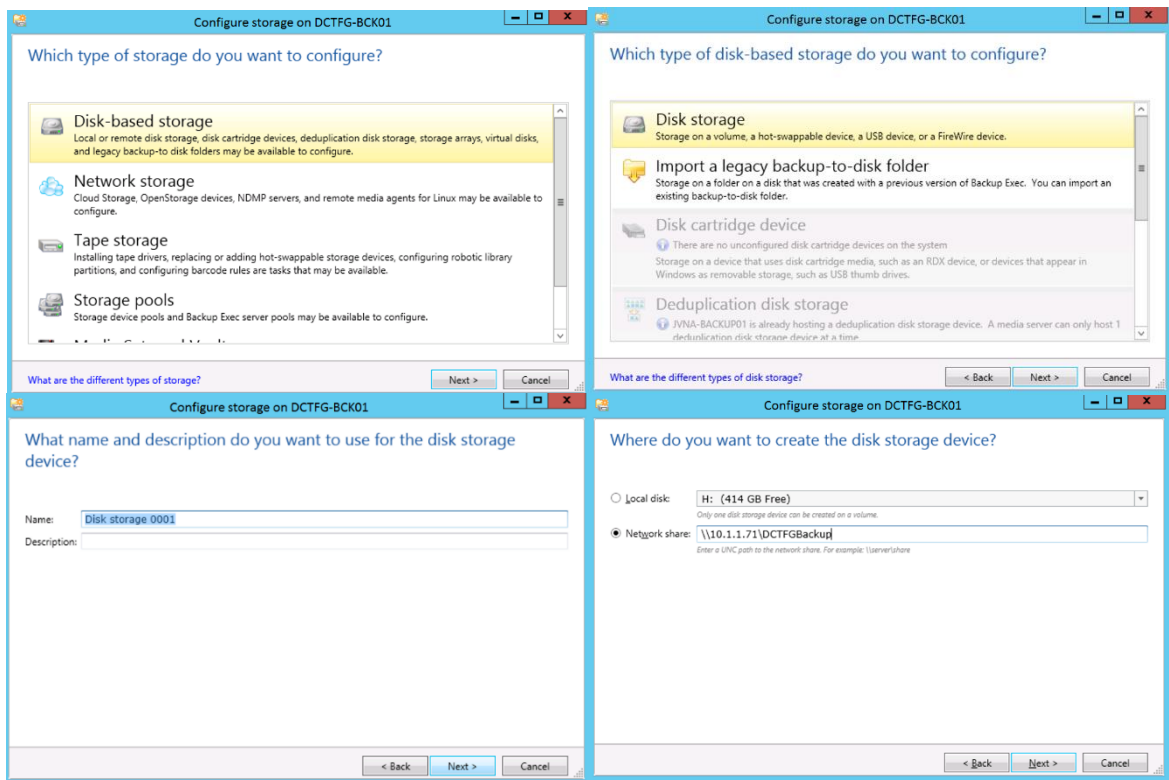 Configure storage on DCTFG-BCK01
Which type of storage do you want to configure?
Disk-based storage
Local or remote disk storage, disk cartridge devices, deduplication disk storage, storage arrays, virtual disks,
and legacy backup-to disk folders may be available to configure.
Network storage
Cloud Storage, OpenStorage devices, NDMP servers, and remote media agents for Linux may be available to
configure.
Tape storage
Installing tape drivers, replacing or adding hot-swappable storage devices, configuring robotic library
partitions, and configuring barcode rules are tasks that may be available.
Storage pools
Storage device pools and Backup Exec server pools may be available to configure.
What are the different types of storage?
Next >
Cancel
Configure storage on DCTFG-BCK01
Which type of disk-based storage do you want to configure?
Disk storage
Storage on a volume, a hot-swappable device, a USB device, or a FireWire device.
Import a legacy backup-to-disk folder
Storage on a folder on a disk that was created with a previous version of Backup Exec. You can import an
existing backup-to-disk folder.
Disk cartridge device
There are no unconfigured disk cartridge devices on the system
Storage on a device that uses disk cartridge media, such as an RDX device, or devices that appear in
Windows as removable storage, such as USB thumb drives.
Deduplication disk storage
JVNA-BACKUP01 is already hosting a deduplication disk storage device. A media server can only host 1
deduplication disk storage device at a time
What are the different types of disk storage?
< Back
Next >
Cancel
Configure storage on DCTFG-BCK01
What name and description do you want to use for the disk storage
device?
Name: Disk storage 0001
Description:
< Back
Next >
Cancel
Configure storage on DCTFG-BCK01
Where do you want to create the disk storage device?
Local disk: H: (414 GB Free)
Only one disk storage device can be created on a volume.
Network share: \\10.1.1.71\DCTFGBackup
Enter a UNC path to the network share. For example: \\server\share
< Back
Next >
Cancel